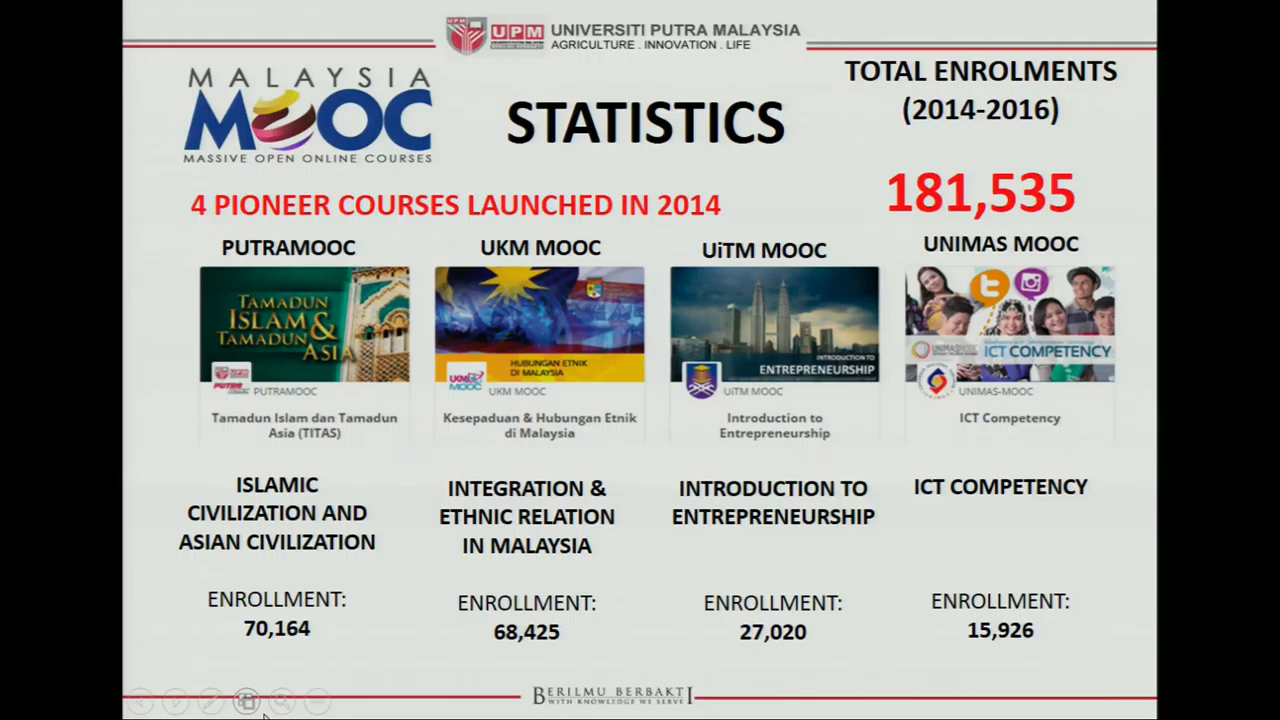 UPM
UNIVERSITI PUTRA MALAYSIA
AGRICULTURE . INNOVATION . LIFE
MALAYSIA
MOOC
MASSIVE OPEN ONLINE COURSES
STATISTICS
TOTAL ENROLMENTS
(2014-2016)
181,535
4 PIONEER COURSES LAUNCHED IN 2014
PUTRAMOOC
TAMADUN
ISLAM &
TAMADUN
ASIA
PUTRAMOOC
Tamadun Islam dan Tamadun
Asia (TITAS)
ISLAMIC
CIVILIZATION AND
ASIAN CIVILIZATION
ENROLLMENT:
70,164
UKM MOOC
HUBUNGAN ETNIK
DI MALAYSIA
UKM
MOOC
UKM MOOC
Kesepaduan & Hubungan Etnik
di Malaysia
INTEGRATION &
ETHNIC RELATION
IN MALAYSIA
ENROLLMENT:
68,425
UiTM MOOC
INTRODUCTION TO
ENTREPRENEURSHIP
UiTM MOOC
Introduction to
Entrepreneurship
INTRODUCTION TO
ENTREPRENEURSHIP
ENROLLMENT:
27,020
UNIMAS MOOC
UNIMASMOOC
ICT COMPETENCY
UNIMAS-MOOC
ICT Competency
ICT COMPETENCY
ENROLLMENT:
15,926
BERILMU BERBAKTI
WITH KNOWLEDGE WE SERVE